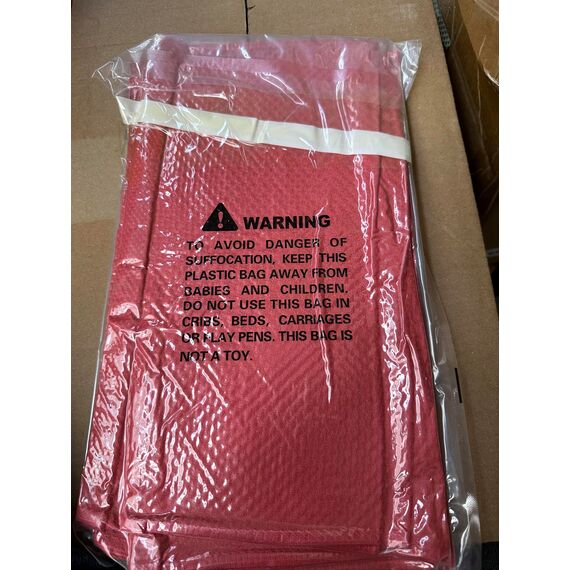 WARNING
TO AVOID DANGER OF
SUFFOCATION, KEEP THIS
PLASTIC BAG AWAY FROM
BABIES AND CHILDREN.
DO NOT USE THIS BAG IN
CRIBS, BEDS, CARRIAGES
OR PLAY PENS. THIS BAG IS
NOT A TOY.